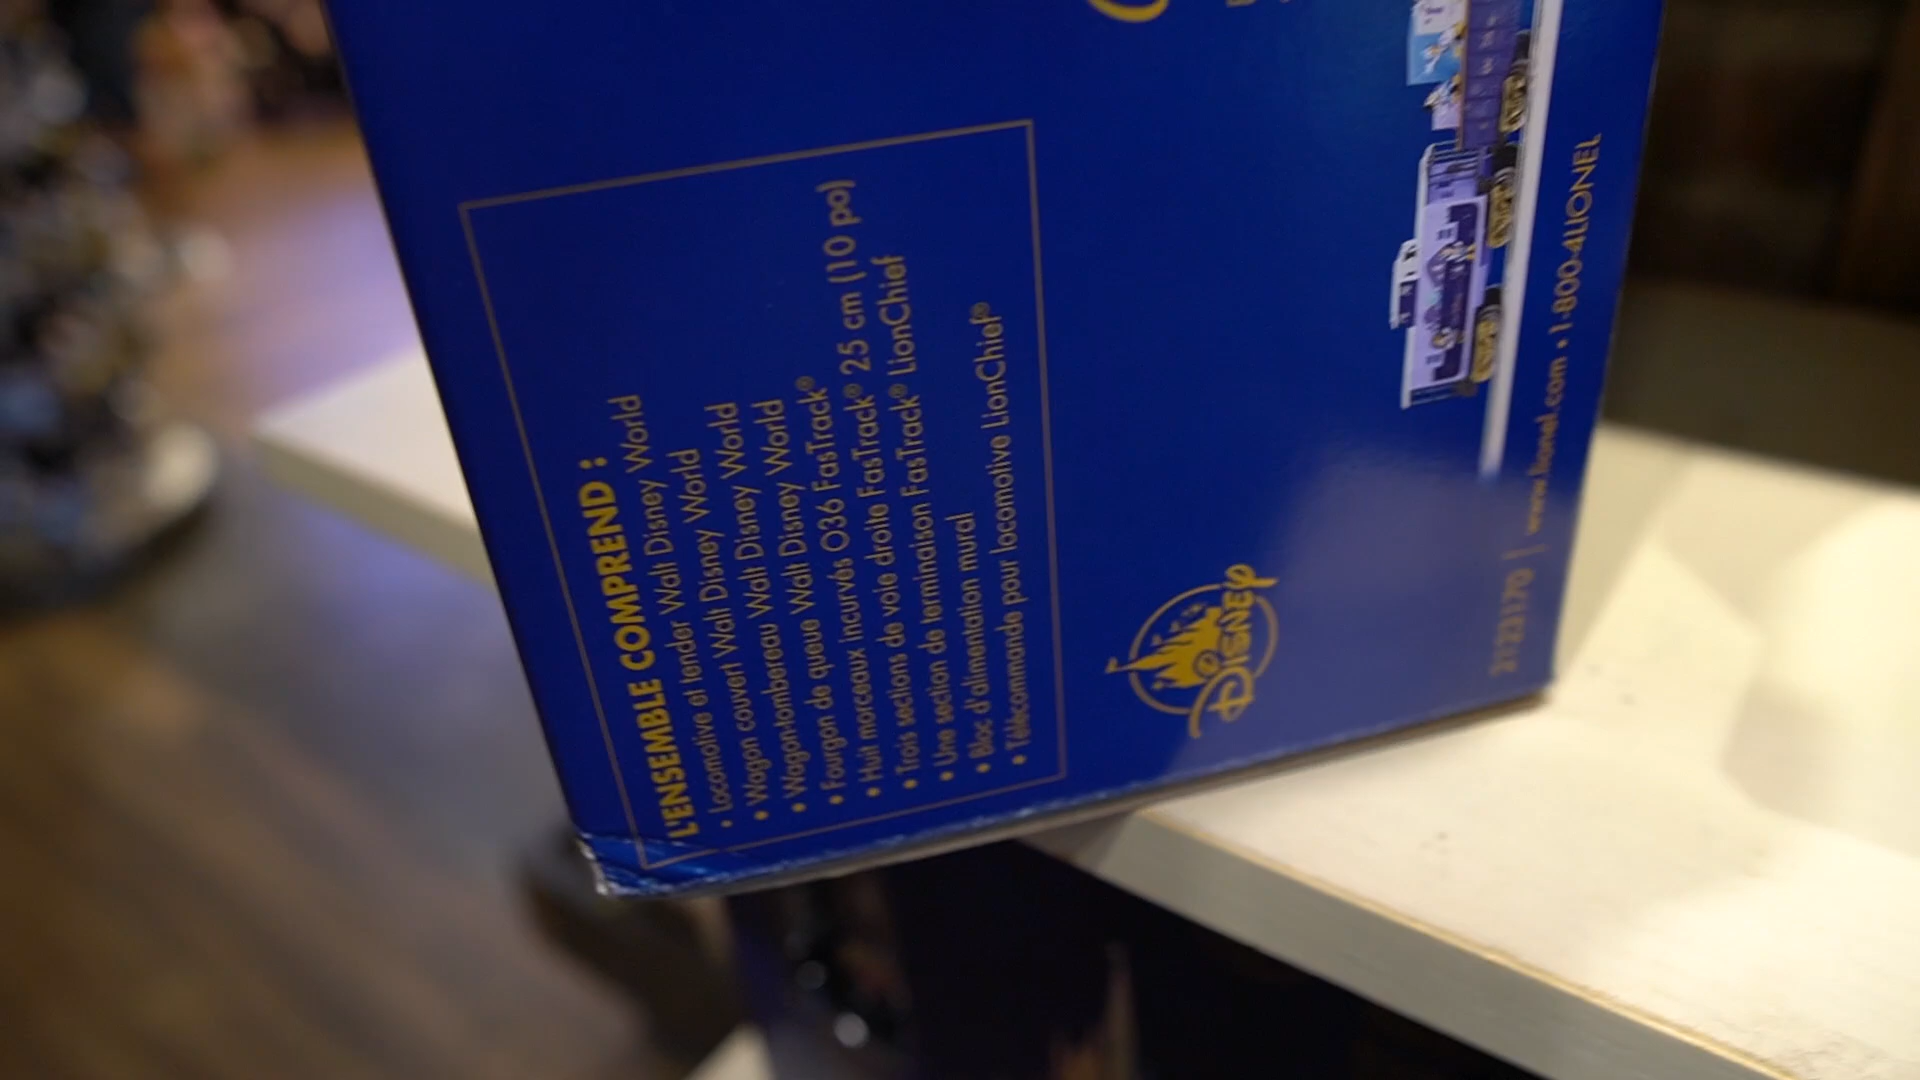 L'ENSEMBLE COMPREND :
• Locomotive et tender Walt Disney World
• Wagon couvert Walt Disney World
• Wagon-tombereau Walt Disney World
• Fourgon de queue Walt Disney World
• Huit morceaux incurvés O36 FasTrack®
• Trois sections de voie droite FasTrack® 25 cm (10 po)
• Une section de terminaison FasTrack® LionChief
• Bloc d'alimentation mural
• Télécommande pour locomotive LionChief®
Disney
2123170 | www.lionel.com • 1-800-4LIONEL